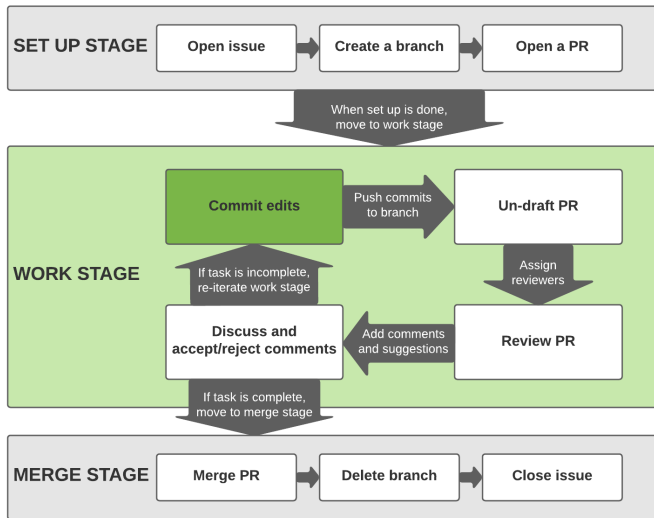 SET UP STAGE
Open issue
Create a branch
Open a PR
When set up is done,
move to work stage
WORK STAGE
Commit edits
Push commits
to branch
Un-draft PR
Assign
reviewers
Review PR
Add comments
and suggestions
Discuss and
accept/reject comments
If task is incomplete,
re-iterate work stage
If task is complete,
move to merge stage
MERGE STAGE
Merge PR
Delete branch
Close issue